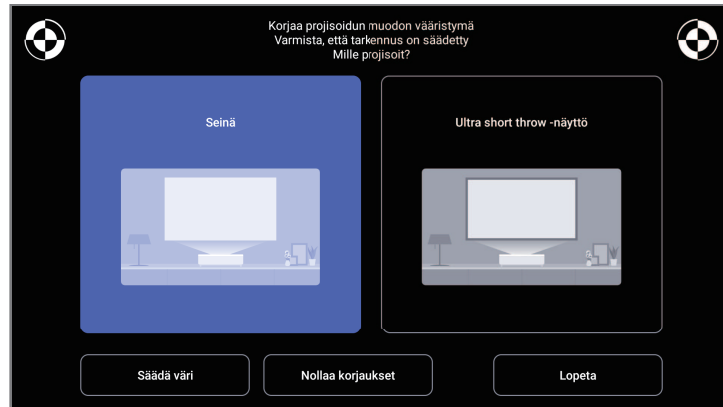 Korjaa projisoidun muodon vääristymä
Varmista, että tarkennus on säädetty
Mille projisoit?
Seinä
Ultra short throw -näyttö
Säädä väri
Nollaa korjaukset
Lopeta